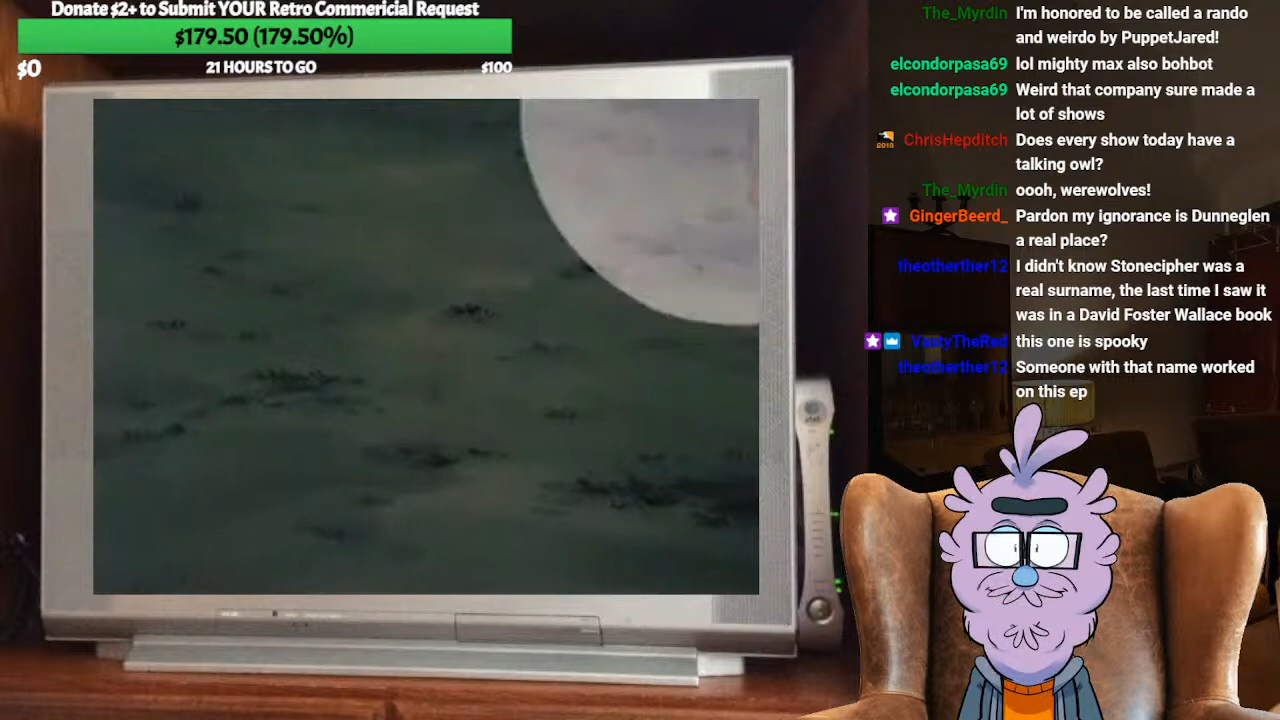 Donate $2+ to Submit YOUR Retro Commericial Request
$179.50 (179.50%)
$0
21 HOURS TO GO
$100
The_Myrdin I'm honored to be called a rando
and weirdo by PuppetJared!
elcondorpasa69 lol mighty max also bohbot
elcondorpasa69 Weird that company sure made a
lot of shows
2019 ChrisHepditch Does every show today have a
talking owl?
The_Myrdin oooh, werewolves!
GingerBeerd_ Pardon my ignorance is Dunneglen
a real place?
theotherther12 I didn't know Stonecipher was a
real surname, the last time I saw it
was in a David Foster Wallace book
VastyTheRed this one is spooky
theotherther12 Someone with that name worked
on this ep